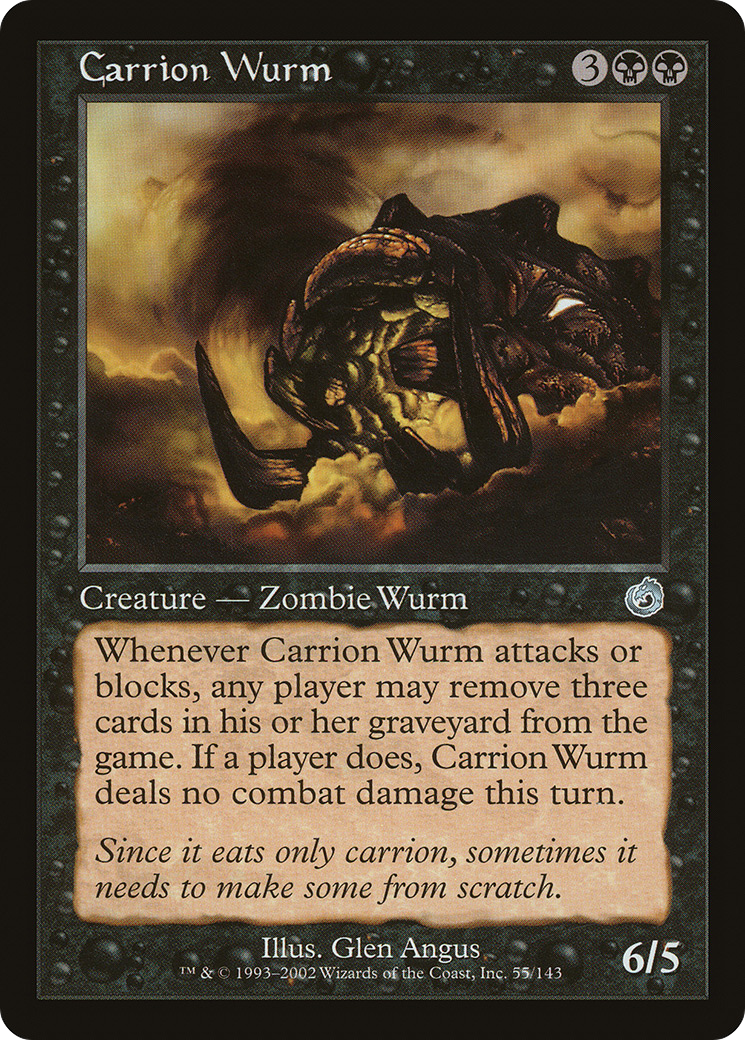 Carrion Wurm
3
Creature — Zombie Wurm
Whenever Carrion Wurm attacks or
blocks, any player may remove three
cards in his or her graveyard from the
game. If a player does, Carrion Wurm
deals no combat damage this turn.
Since it eats only carrion, sometimes it
needs to make some from scratch.
Illus. Glen Angus
™ & © 1993–2002 Wizards of the Coast, Inc. 55/143
6/5